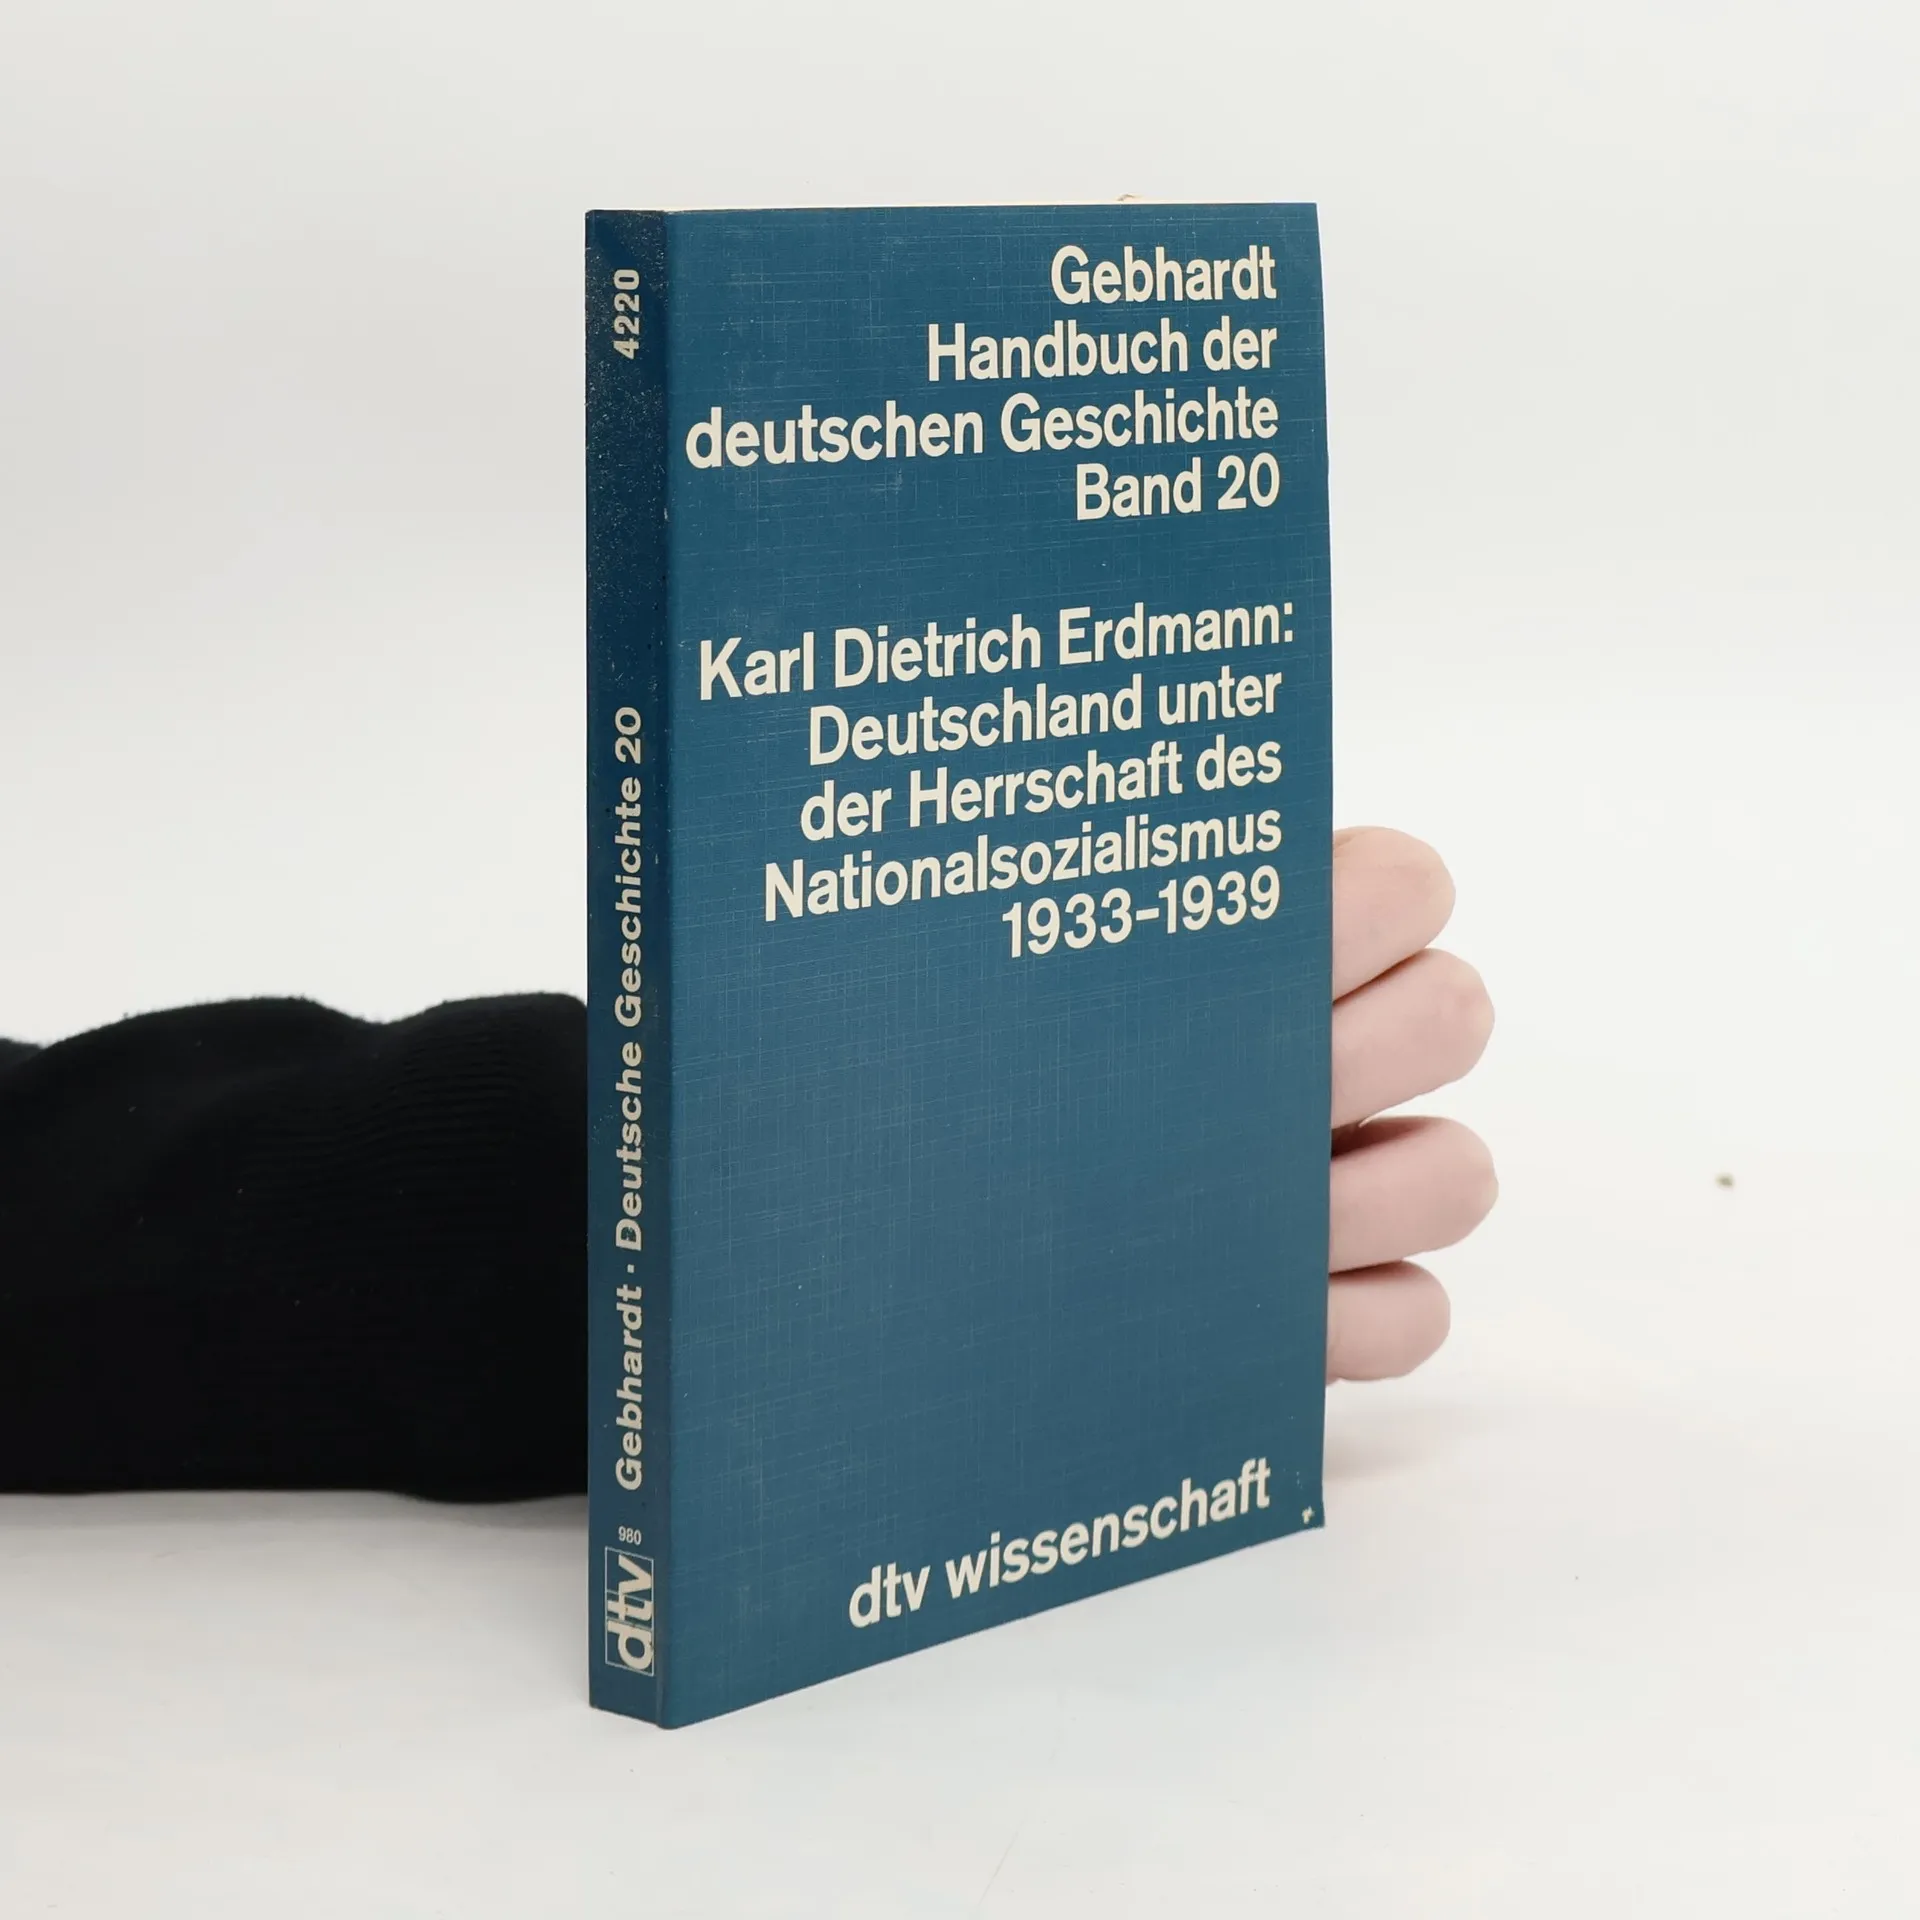 Gebhardt
Handbuch der
deutschen Geschichte
Band 20
Karl Dietrich Erdmann:
Deutschland unter
der Herrschaft des
Nationalsozialismus
1933–1939
dtv wissenschaft
4220
Gebhardt · Deutsche Geschichte 20
980
dtv